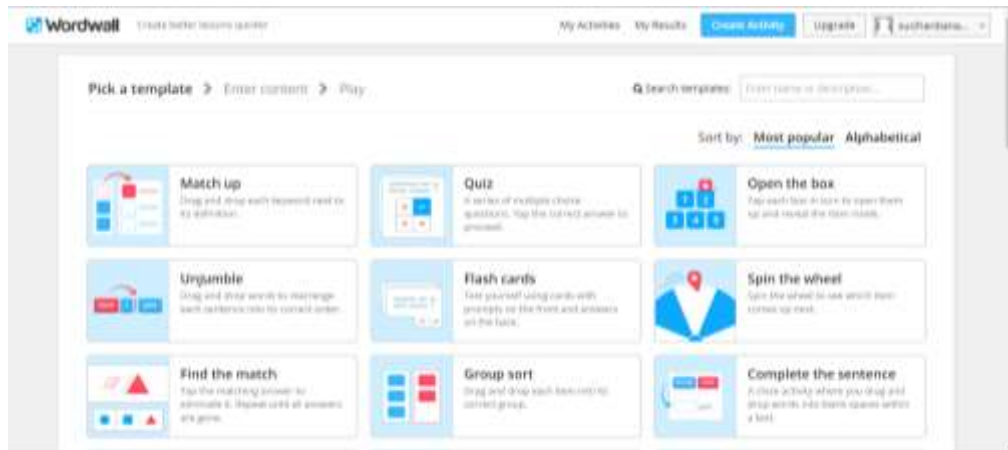 Wordwall Create better lessons quicker My Activities My Results Create Activity Upgrade
Pick a template > Enter content > Play Search templates:
Sort by: Most popular Alphabetical
Match up
Drag and drop each keyword next to
its definition.
Quiz
A series of multiple choice
questions. Tap the correct answer to
proceed.
Open the box
Tap each box in turn to open them
up and reveal the item inside.
Unjumble
Drag and drop words to rearrange
each sentence into its correct order.
Flash cards
Test yourself using cards with
prompts on the front and answers
on the back.
Spin the wheel
Spin the wheel to see which item
comes up next.
Find the match
Tap the matching answer to
eliminate it. Repeat until all answers
are gone.
Group sort
Drag and drop each item into its
correct group.
Complete the sentence
A cloze activity where you drag and
drop words into blank spaces within
a text.